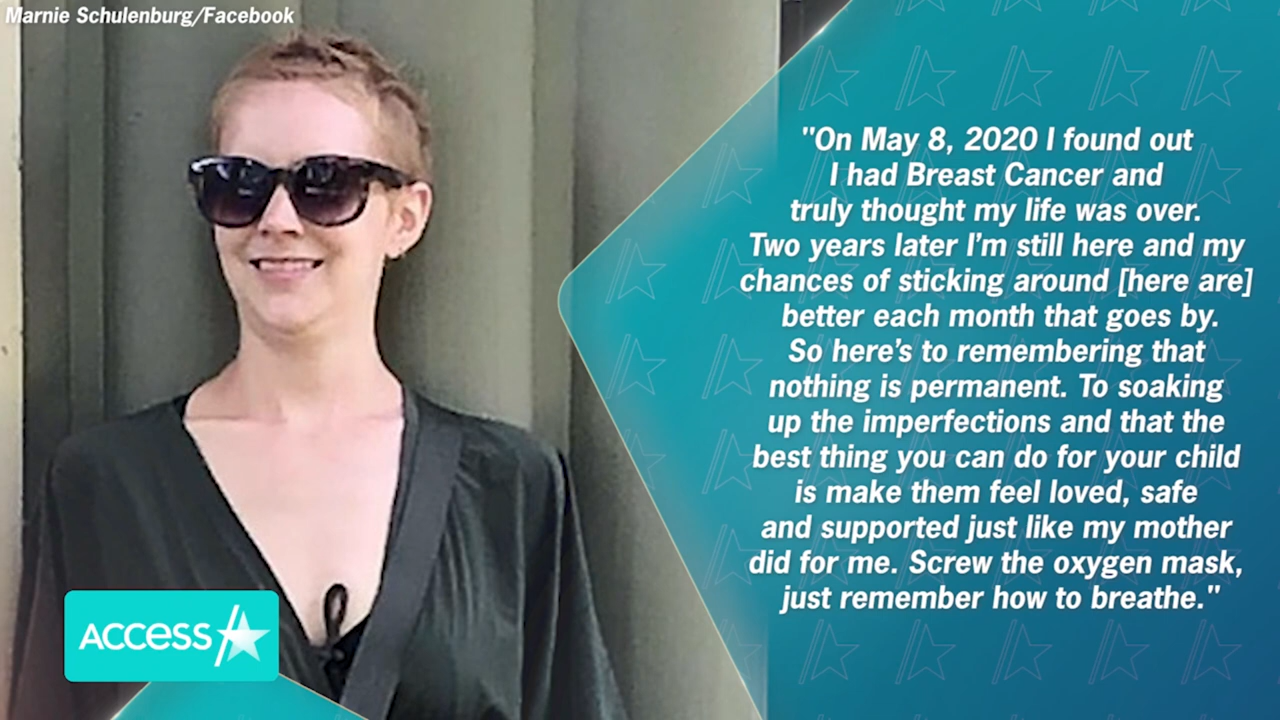 Marnie Schulenburg/Facebook
"On May 8, 2020 I found out
I had Breast Cancer and
truly thought my life was over.
Two years later I'm still here and my
chances of sticking around [here are]
better each month that goes by.
So here's to remembering that
nothing is permanent. To soaking
up the imperfections and that the
best thing you can do for your child
is make them feel loved, safe
and supported just like my mother
did for me. Screw the oxygen mask,
just remember how to breathe."
ACCESS